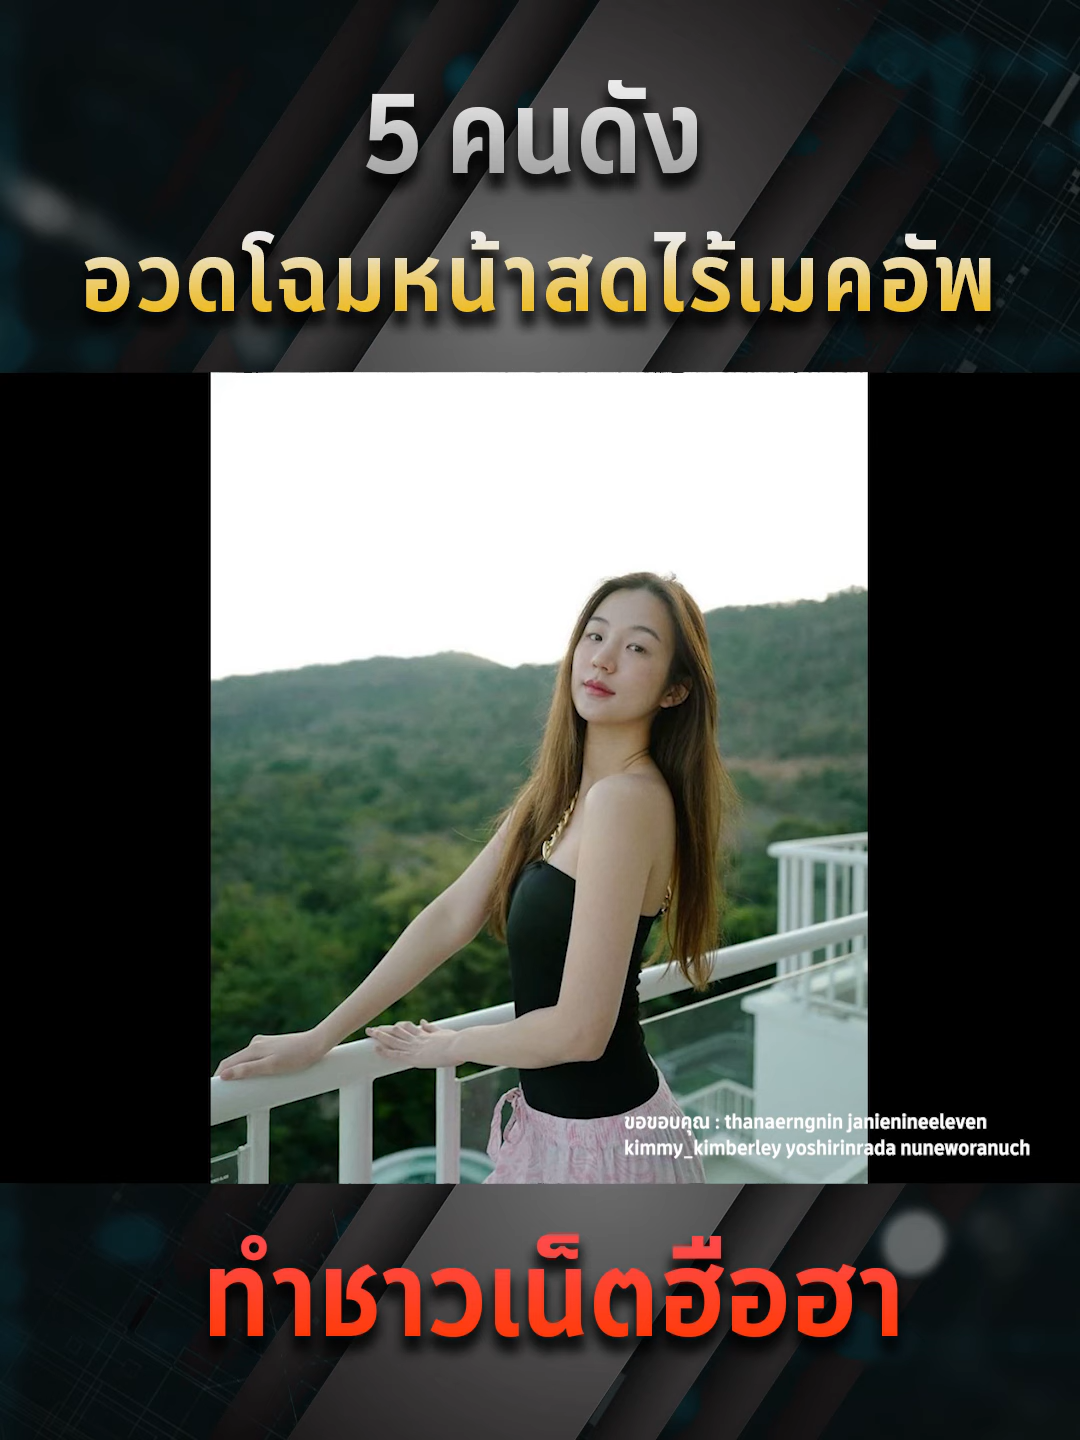 5 คนดัง
อวดโฉมหน้าสดไร้เมคอัพ
ขอขอบคุณ : thanaerngnin janienineeleven
kimmy_kimberley yoshirinrada nuneworanuch
ทำชาวเน็ตฮือฮา